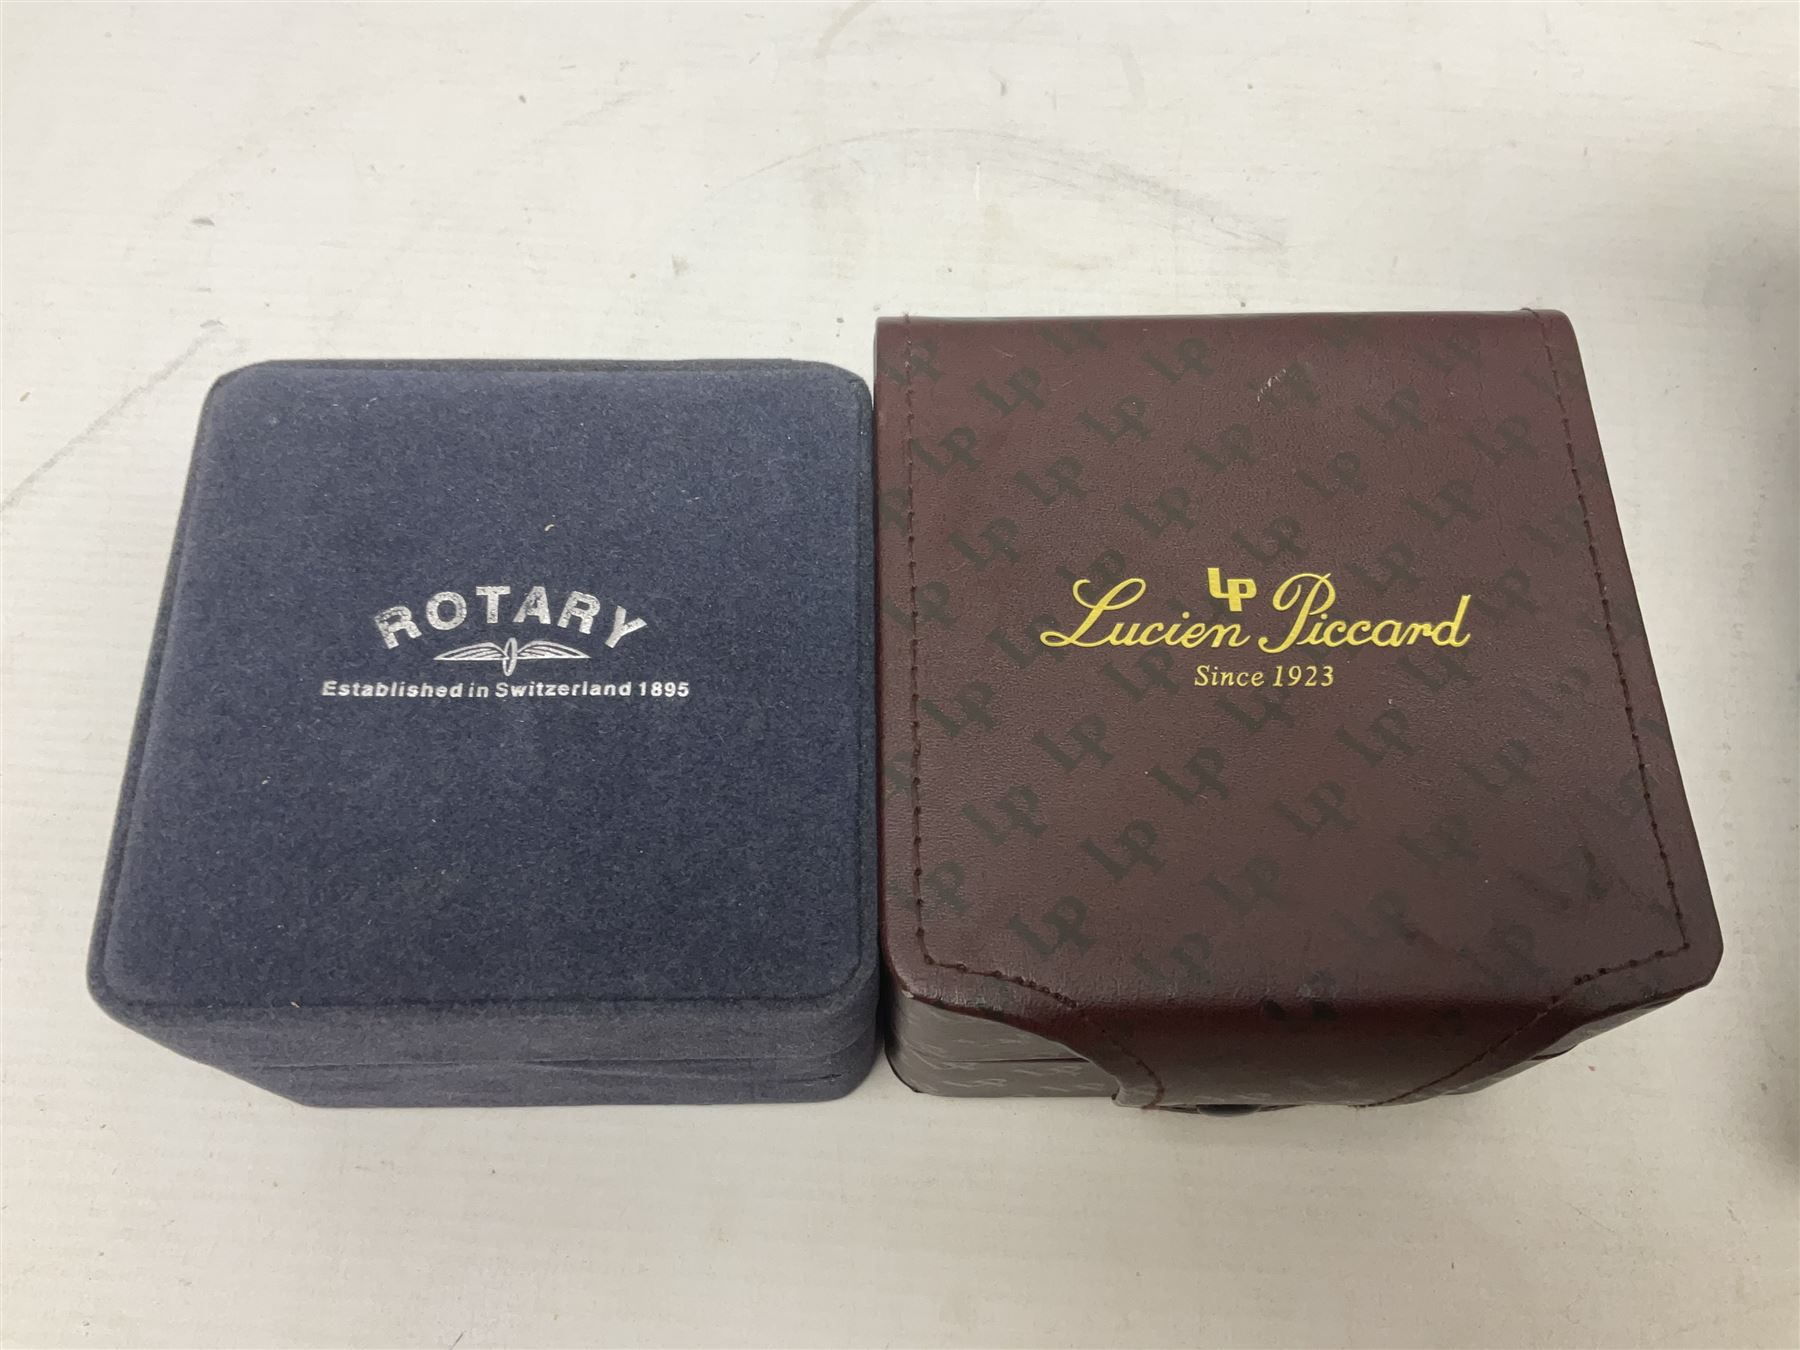 ROTARY
Established in Switzerland 1895
LP
Lucien Piccard
Since 1923